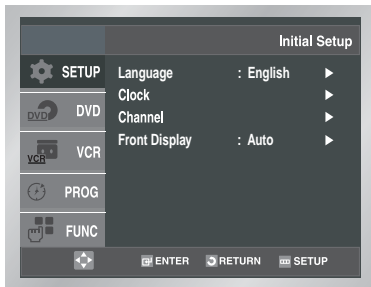 Initial Setup
SETUP
Language : English ►
Clock ►
Channel ►
Front Display : Auto ►
DVD DVD
VCR VCR
PROG
FUNC
ENTER RETURN SETUP